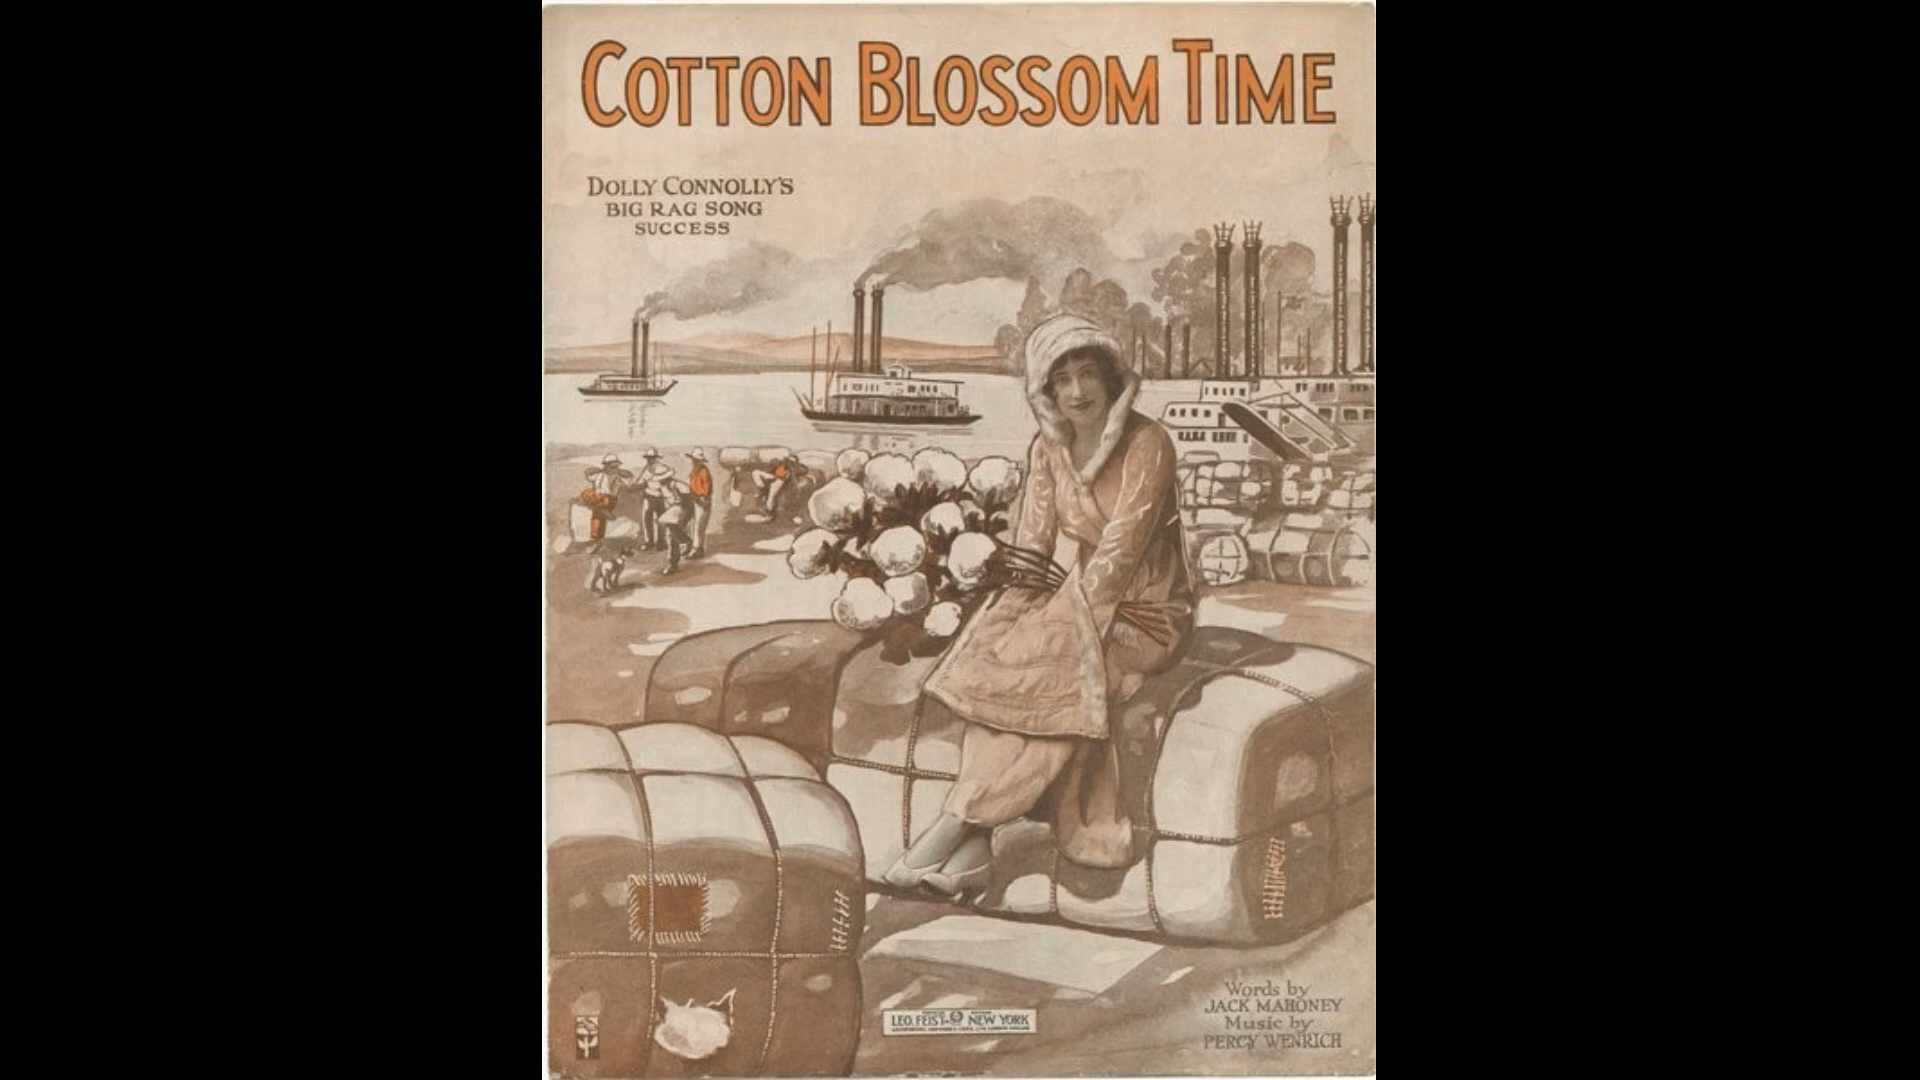 COTTON BLOSSOM TIME
DOLLY CONNOLLY'S
BIG RAG SONG
SUCCESS
LEO. FEIST NEW YORK
Words by
JACK MAHONEY
Music by
PERCY WENRICH